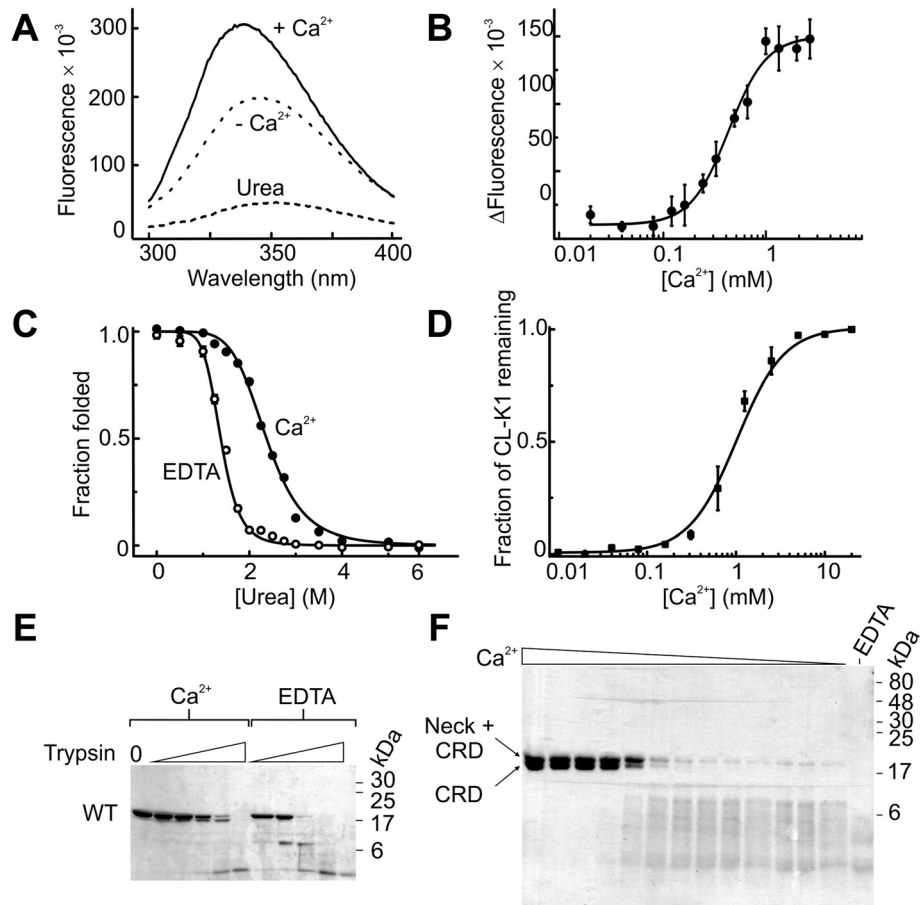 A
Fluorescence × 10⁻³
300
200
100
0
+ Ca²⁺
- Ca²⁺
Urea
300 350 400
Wavelength (nm)
B
ΔFluorescence × 10⁻³
150
100
50
0
0.01 0.1 1
[Ca²⁺] (mM)
C
Fraction folded
1.0
0.5
0
Ca²⁺
EDTA
0 2 4 6
[Urea] (M)
D
Fraction of CL-K1 remaining
1.0
0.5
0
0.01 0.1 1 10
[Ca²⁺] (mM)
E
Ca²⁺ EDTA
Trypsin 0
kDa
WT
- 30
- 25
- 17
- 6
F
Ca²⁺
-EDTA
kDa
Neck +
CRD
CRD
- 80
- 48
- 30
- 25
- 17
- 6